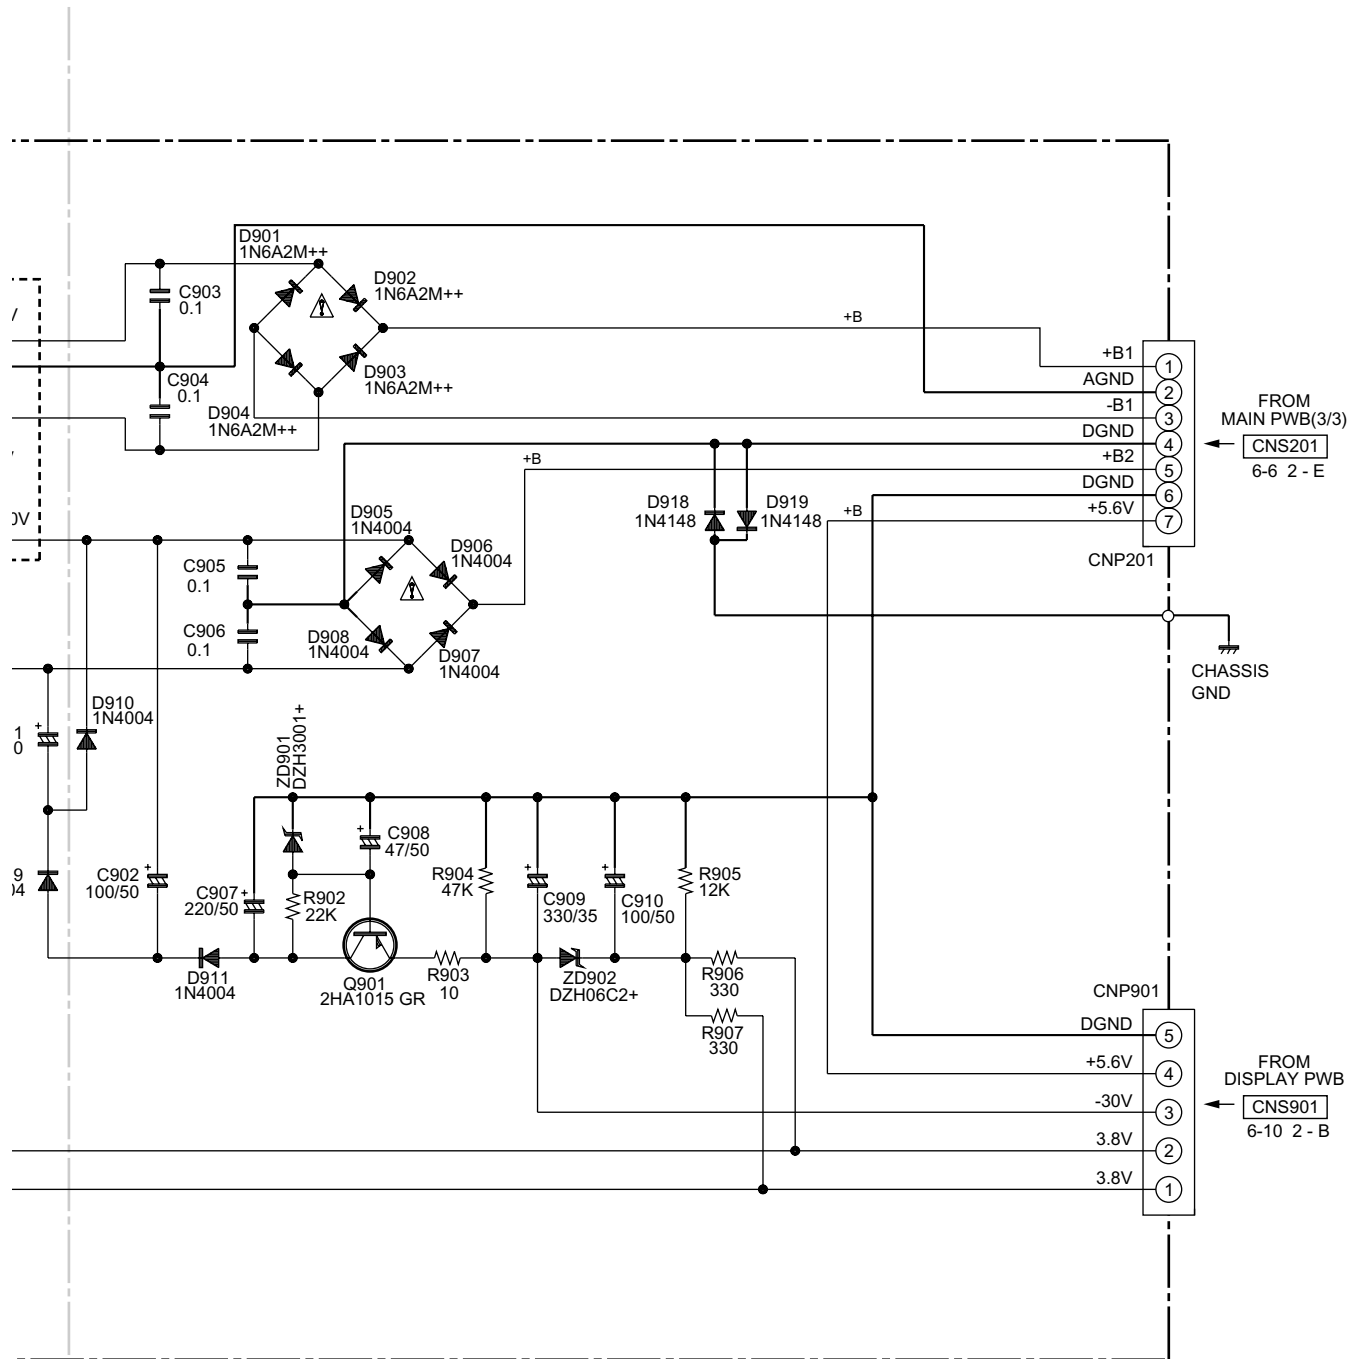 D901
1N6A2M++
D902
1N6A2M++
C903
0.1
V
+B
+B1
1
AGND
2
-B1
3
DGND
4
+B2
5
DGND
6
+5.6V
7
CNP201
FROM
MAIN PWB(3/3)
CNS201
6-6 2 - E
D903
1N6A2M++
C904
0.1
D904
1N6A2M++
+B
D918
1N4148
D919
1N4148
+B
0V
D905
1N4004
D906
1N4004
C905
0.1
C906
0.1
D908
1N4004
D907
1N4004
CHASSIS
GND
D910
1N4004
+
1
0
ZD901
DZH3001+
+
C908
47/50
9
04
C902
100/50
+
C907
220/50
+
R902
22K
R904
47K
+
C909
330/35
+
C910
100/50
R905
12K
D911
1N4004
Q901
2HA1015 GR
R903
10
ZD902
DZH06C2+
R906
330
R907
330
CNP901
DGND
5
+5.6V
4
-30V
3
3.8V
2
3.8V
1
FROM
DISPLAY PWB
CNS901
6-10 2 - B